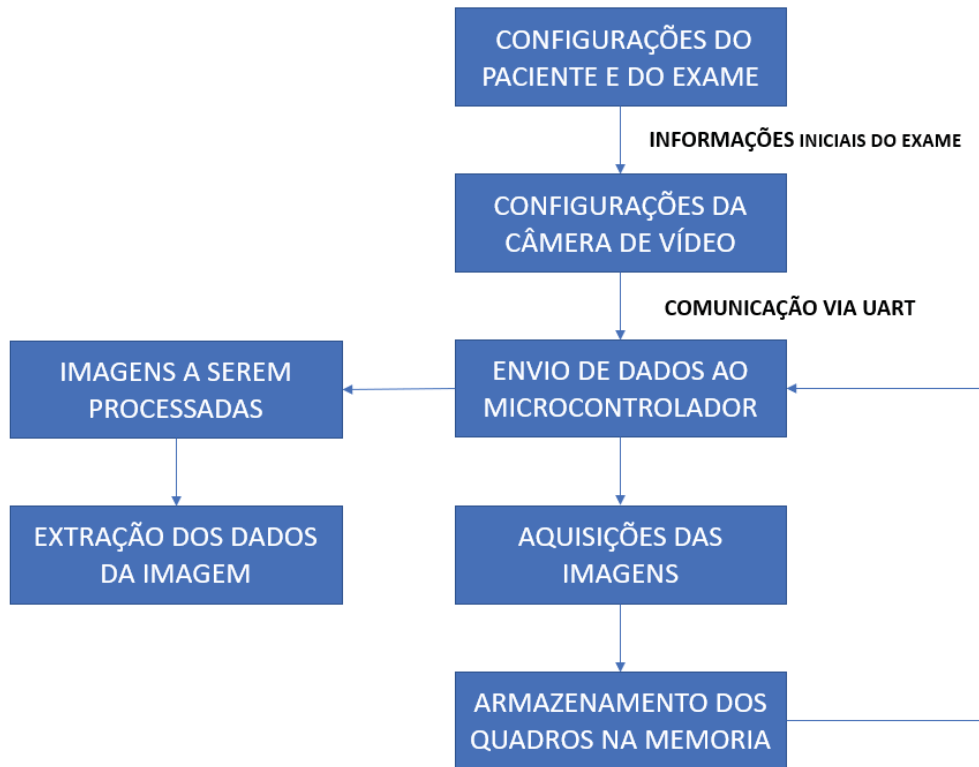 CONFIGURAÇÕES DO
PACIENTE E DO EXAME
INFORMAÇÕES INICIAIS DO EXAME
CONFIGURAÇÕES DA
CÂMERA DE VÍDEO
COMUNICAÇÃO VIA UART
IMAGENS A SEREM
PROCESSADAS
ENVIO DE DADOS AO
MICROCONTROLADOR
EXTRAÇÃO DOS DADOS
DA IMAGEM
AQUISIÇÕES DAS
IMAGENS
ARMAZENAMENTO DOS
QUADROS NA MEMORIA